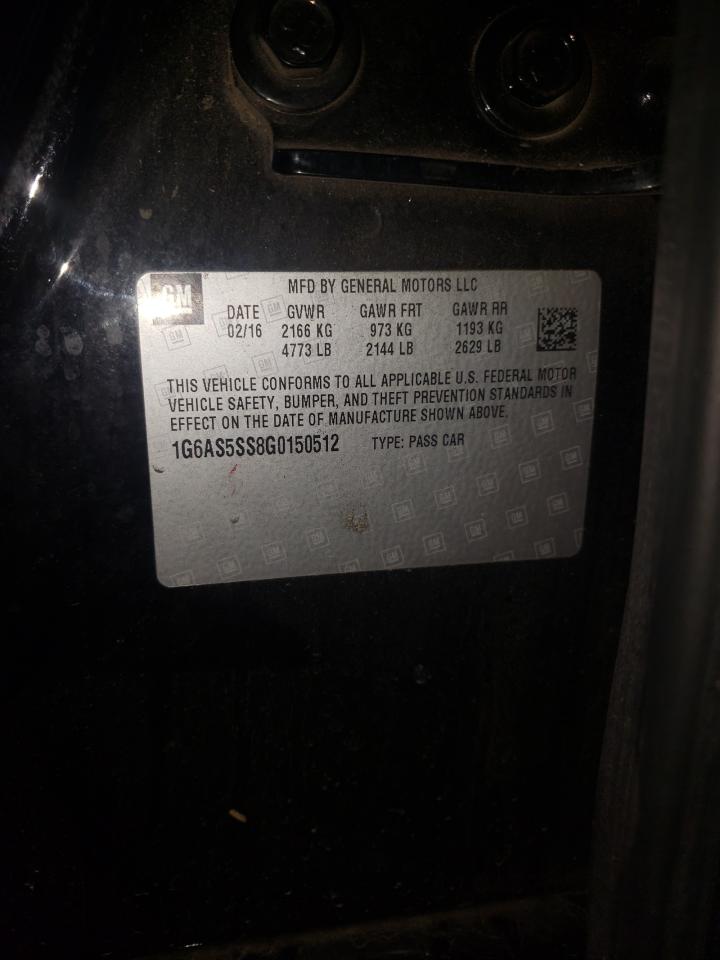 GM
MFD BY GENERAL MOTORS LLC
DATE GVWR GAWR FRT GAWR RR
02/16 2166 KG 973 KG 1193 KG
4773 LB 2144 LB 2629 LB
THIS VEHICLE CONFORMS TO ALL APPLICABLE U.S. FEDERAL MOTOR
VEHICLE SAFETY, BUMPER, AND THEFT PREVENTION STANDARDS IN
EFFECT ON THE DATE OF MANUFACTURE SHOWN ABOVE.
1G6AS5SS8G0150512 TYPE: PASS CAR